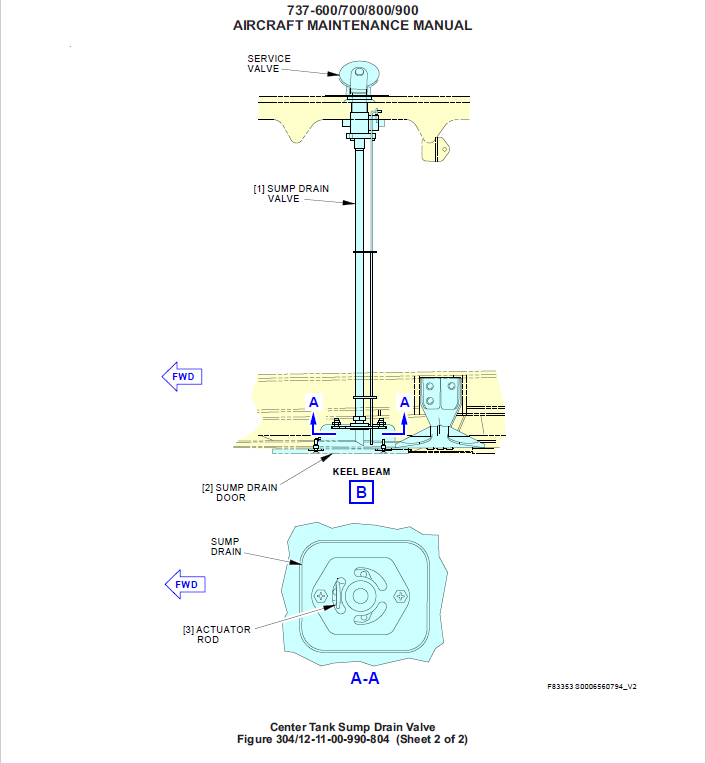 737-600/700/800/900
AIRCRAFT MAINTENANCE MANUAL
SERVICE
VALVE
[1] SUMP DRAIN
VALVE
FWD
A
A
KEEL BEAM
B
[2] SUMP DRAIN
DOOR
SUMP
DRAIN
FWD
[3] ACTUATOR
ROD
A-A
F83353 S0006560794_V2
Center Tank Sump Drain Valve
Figure 304/12-11-00-990-804 (Sheet 2 of 2)